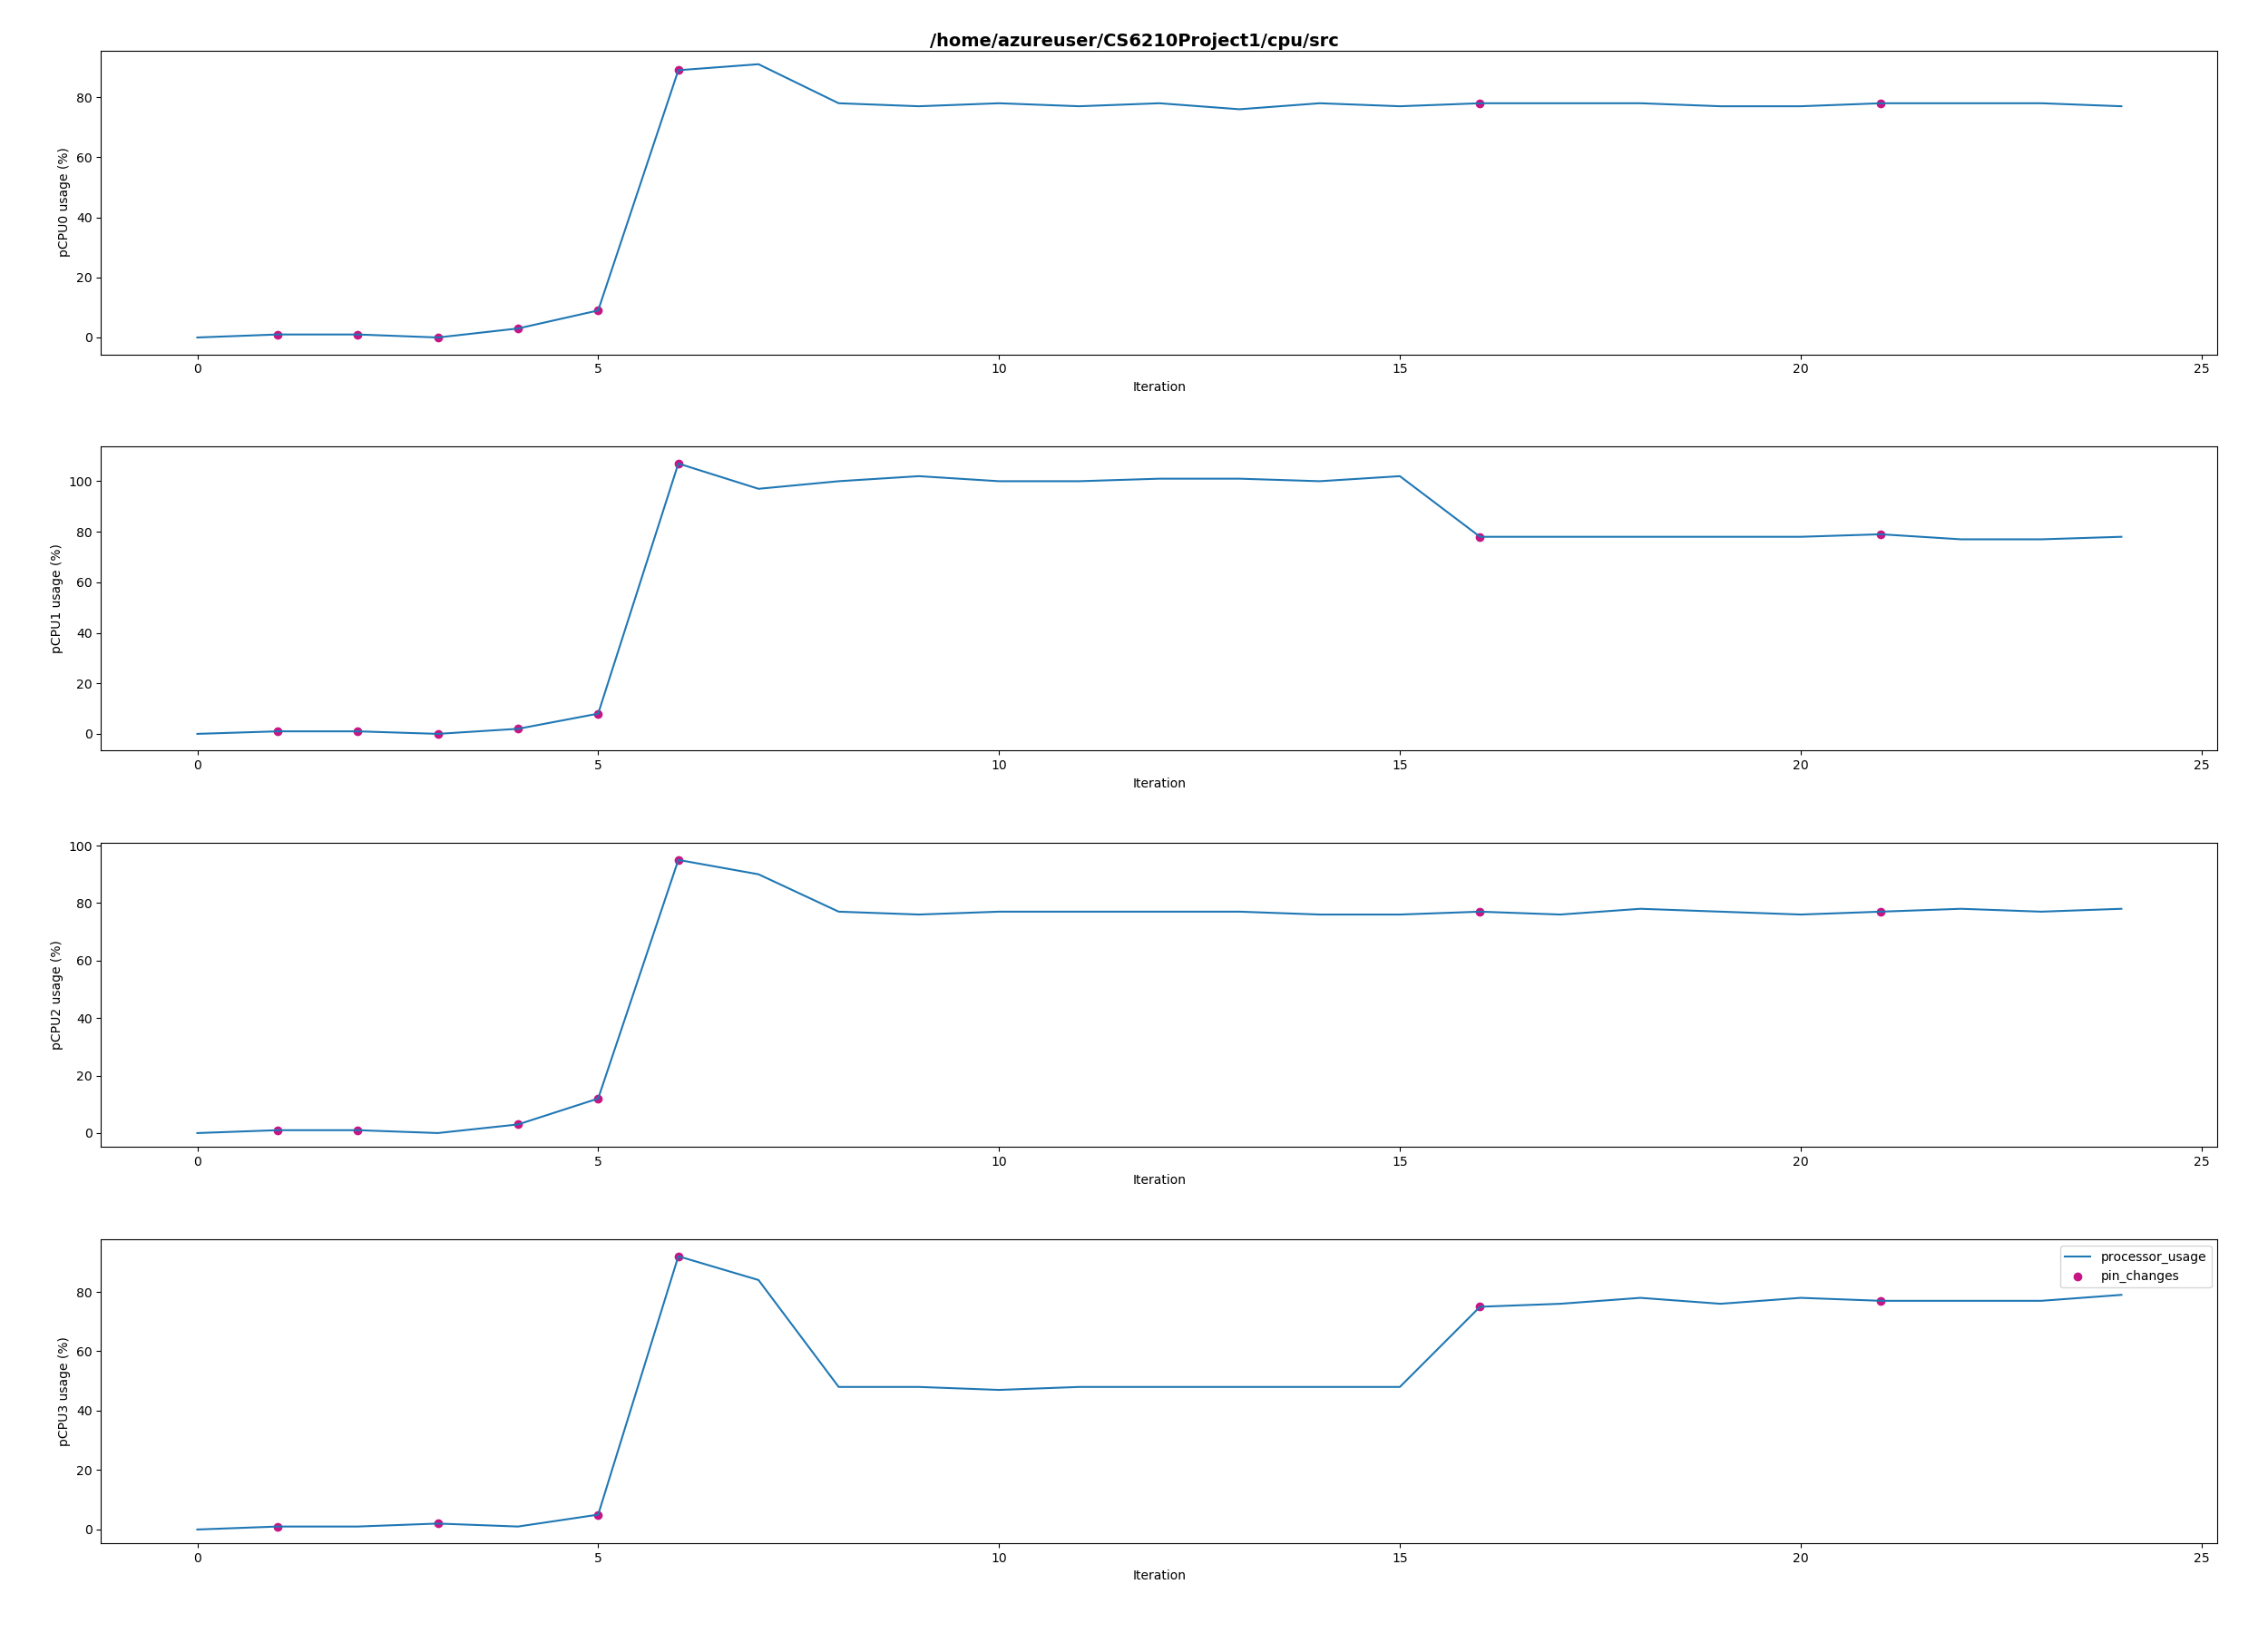 /home/azureuser/CS6210Project1/cpu/src
80
60
40
20
0
pCPU0 usage (%)
0 5 10 15 20 25
Iteration
100
80
60
40
20
0
pCPU1 usage (%)
0 5 10 15 20 25
Iteration
100
80
60
40
20
0
pCPU2 usage (%)
0 5 10 15 20 25
Iteration
processor_usage
pin_changes
80
60
40
20
0
pCPU3 usage (%)
0 5 10 15 20 25
Iteration